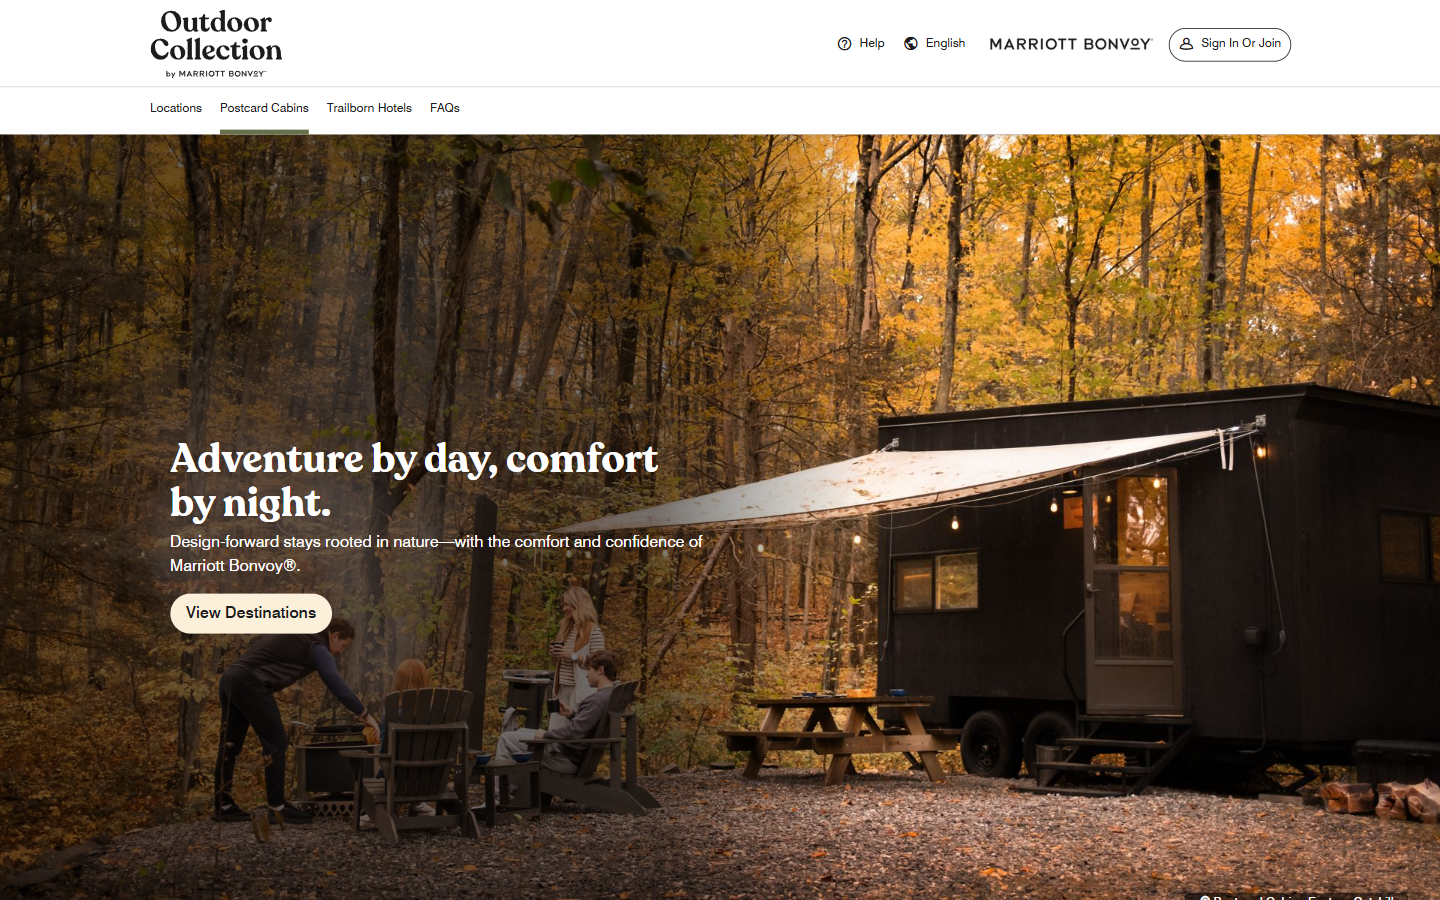 Outdoor
Collection
by MARRIOTT BONVOY
Help
English
MARRIOTT BONVOY
Sign In Or Join
Locations
Postcard Cabins
Trailborn Hotels
FAQs
Adventure by day, comfort
by night.
Design-forward stays rooted in nature—with the comfort and confidence of
Marriott Bonvoy®.
View Destinations